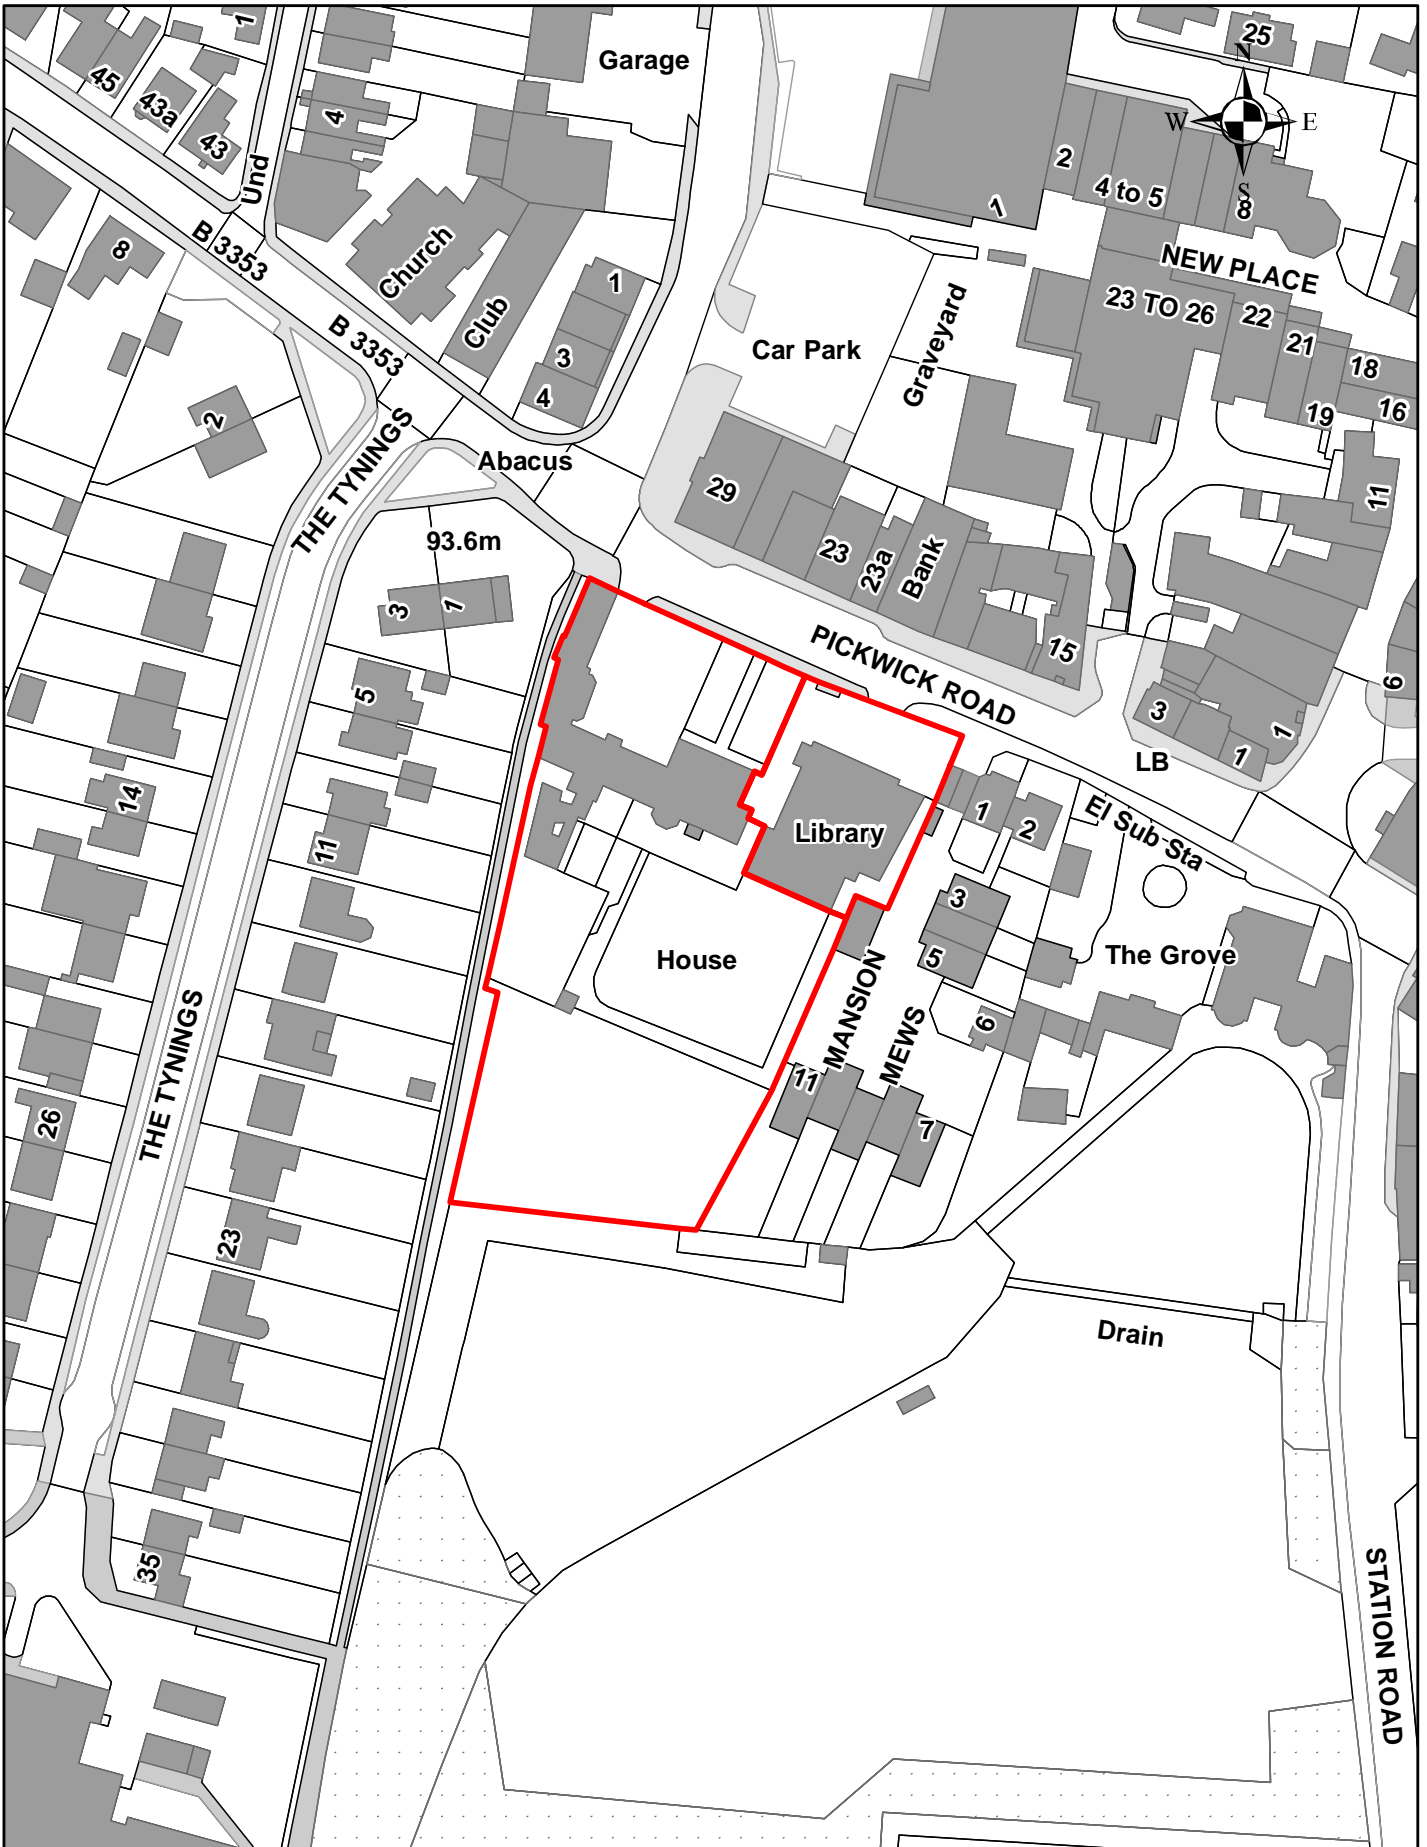 1
25
45
Garage
N
43a
4
W
E
43
2
Und
4 to 5
S
1
8
B 3353
8
Church
NEW PLACE
1
23 TO 26
22
Club
B 3353
Graveyard
21
Car Park
3
18
4
16
2
19
THE TYNINGS
Abacus
29
11
93.6m
23
23a
Bank
3
1
15
PICKWICK ROAD
5
6
3
1
1
LB
14
1
2
El Sub Sta
Library
11
3
5
House
The Grove
MANSION
MEWS
6
THE TYNINGS
11
26
7
23
Drain
35
STATION ROAD